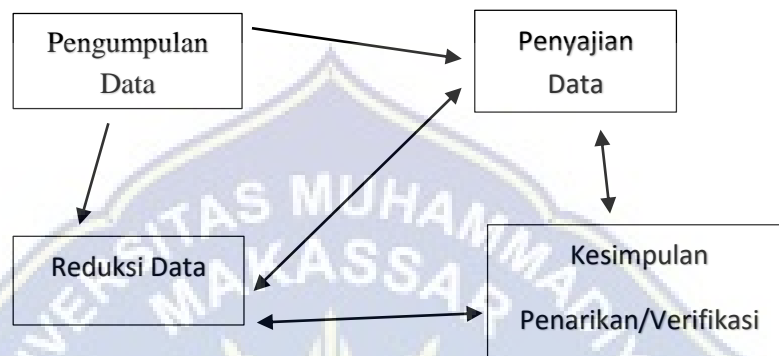 Pengumpulan
Data
Penyajian
Data
Reduksi Data
Kesimpulan
Penarikan/Verifikasi